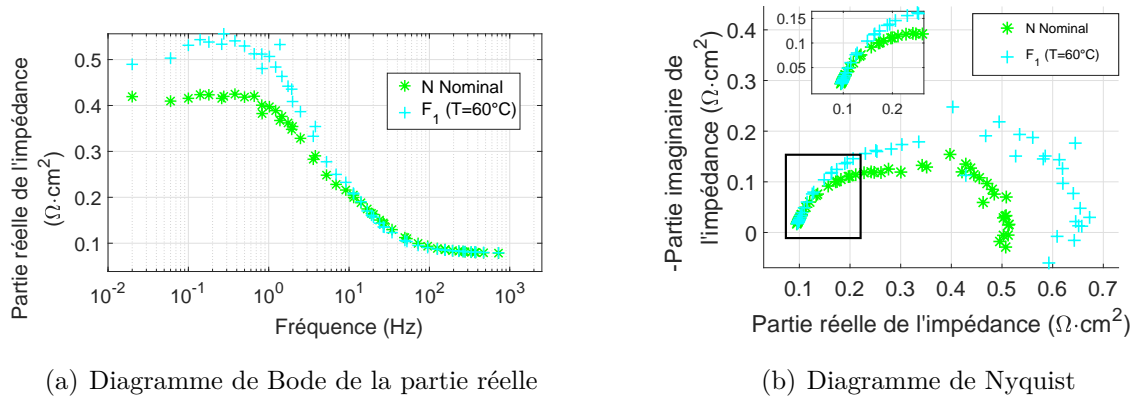 Partie réelle de l'impédance
(Ω·cm²)
0.5
0.4
0.3
0.2
0.1
10⁻²
10⁻¹
10⁰
10¹
10²
10³
Fréquence (Hz)
N Nominal
F₁ (T=60°C)
(a) Diagramme de Bode de la partie réelle
-Partie imaginaire de
l'impédance (Ω·cm²)
0.4
0.3
0.2
0.1
0
0.1
0.2
0.3
0.4
0.5
0.6
0.7
Partie réelle de l'impédance (Ω·cm²)
0.15
0.1
0.05
0.1
0.2
N Nominal
F₁ (T=60°C)
(b) Diagramme de Nyquist